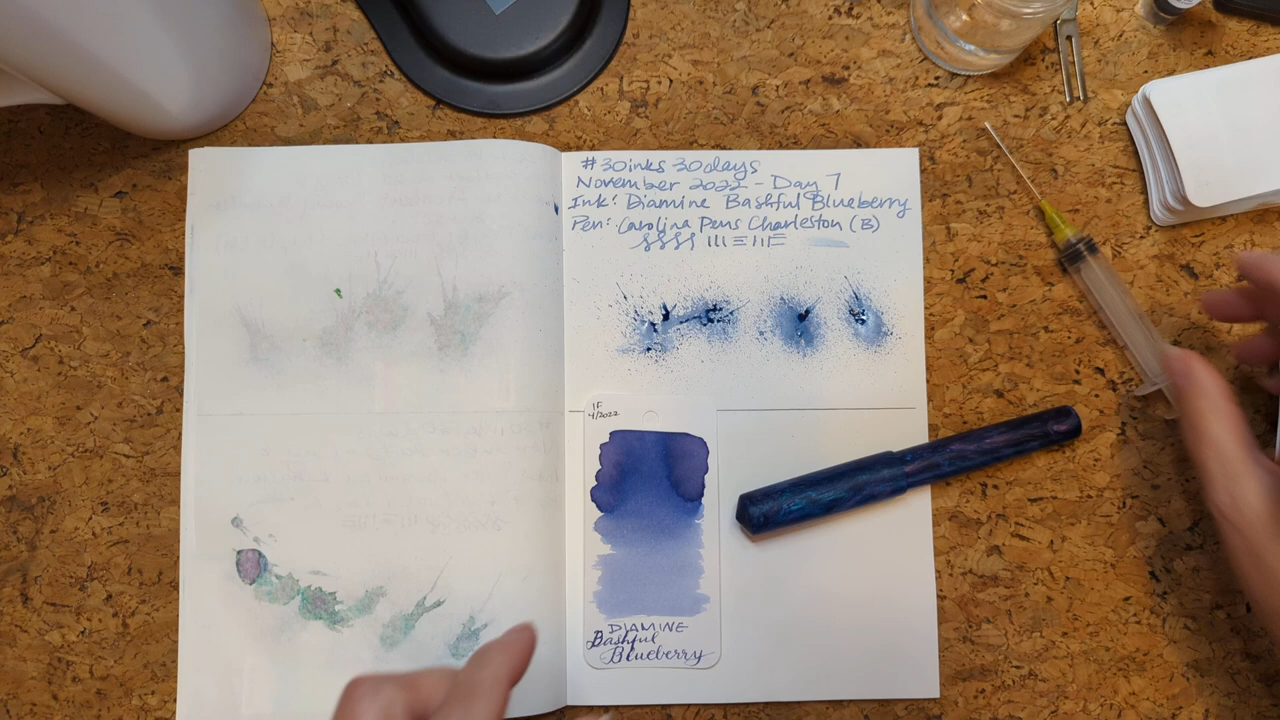 #30inks30days
November 2022 - Day 7
Ink: Diamine Bashful Blueberry
Pen: Carolina Pens Charleston (B)
1F
4/2022
DIAMINE
Bashful
Blueberry